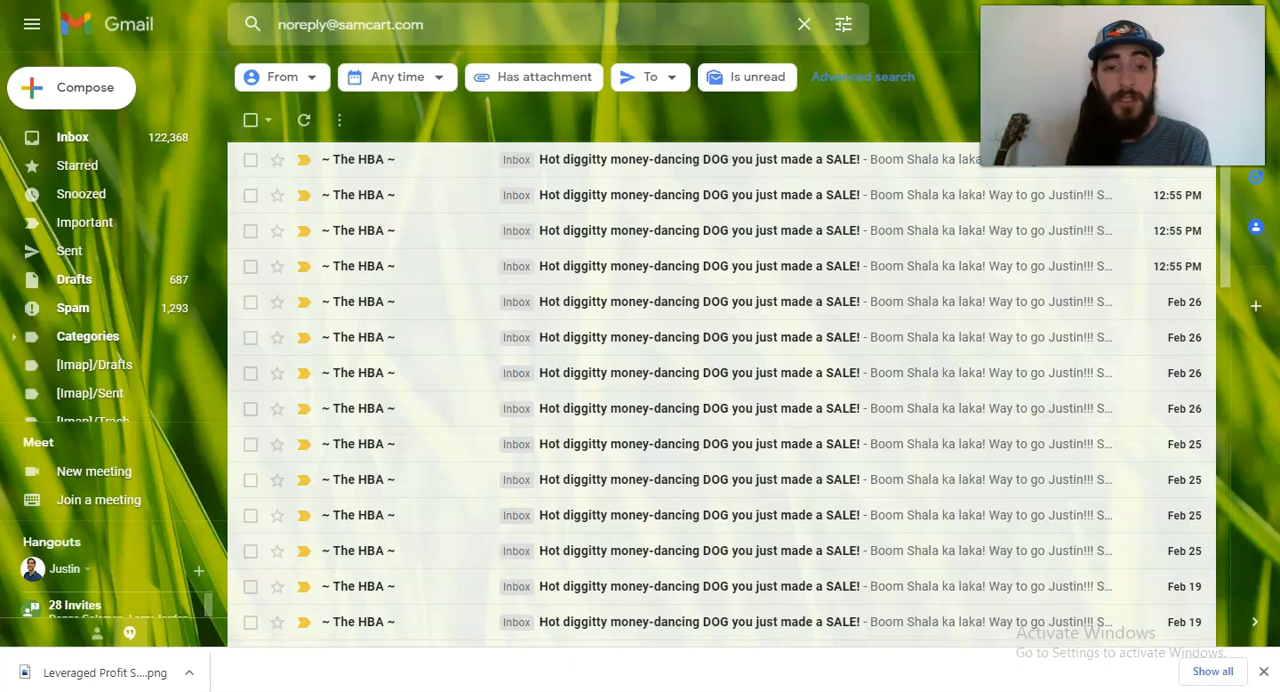 Gmail
noreply@samcart.com
From
Any time
Has attachment
To
Is unread
Advanced search
Compose
Inbox 122,368
Starred
Snoozed
Important
Sent
Drafts 687
Spam 1,293
Categories
[Imap]/Drafts
[Imap]/Sent
[Imap]/Trash
Meet
New meeting
Join a meeting
Hangouts
Justin
28 Invites
~ The HBA ~ Inbox Hot diggitty money-dancing DOG you just made a SALE! - Boom Shala ka laka
~ The HBA ~ Inbox Hot diggitty money-dancing DOG you just made a SALE! - Boom Shala ka laka! Way to go Justin!!! S... 12:55 PM
~ The HBA ~ Inbox Hot diggitty money-dancing DOG you just made a SALE! - Boom Shala ka laka! Way to go Justin!!! S... 12:55 PM
~ The HBA ~ Inbox Hot diggitty money-dancing DOG you just made a SALE! - Boom Shala ka laka! Way to go Justin!!! S... 12:55 PM
~ The HBA ~ Inbox Hot diggitty money-dancing DOG you just made a SALE! - Boom Shala ka laka! Way to go Justin!!! S... Feb 26
~ The HBA ~ Inbox Hot diggitty money-dancing DOG you just made a SALE! - Boom Shala ka laka! Way to go Justin!!! S... Feb 26
~ The HBA ~ Inbox Hot diggitty money-dancing DOG you just made a SALE! - Boom Shala ka laka! Way to go Justin!!! S... Feb 26
~ The HBA ~ Inbox Hot diggitty money-dancing DOG you just made a SALE! - Boom Shala ka laka! Way to go Justin!!! S... Feb 26
~ The HBA ~ Inbox Hot diggitty money-dancing DOG you just made a SALE! - Boom Shala ka laka! Way to go Justin!!! S... Feb 25
~ The HBA ~ Inbox Hot diggitty money-dancing DOG you just made a SALE! - Boom Shala ka laka! Way to go Justin!!! S... Feb 25
~ The HBA ~ Inbox Hot diggitty money-dancing DOG you just made a SALE! - Boom Shala ka laka! Way to go Justin!!! S... Feb 25
~ The HBA ~ Inbox Hot diggitty money-dancing DOG you just made a SALE! - Boom Shala ka laka! Way to go Justin!!! S... Feb 25
~ The HBA ~ Inbox Hot diggitty money-dancing DOG you just made a SALE! - Boom Shala ka laka! Way to go Justin!!! S... Feb 19
~ The HBA ~ Inbox Hot diggitty money-dancing DOG you just made a SALE! - Boom Shala ka laka! Way to go Justin!!! S... Feb 19
Activate Windows
Go to Settings to activate Windows.
Leveraged Profit S....png
Show all